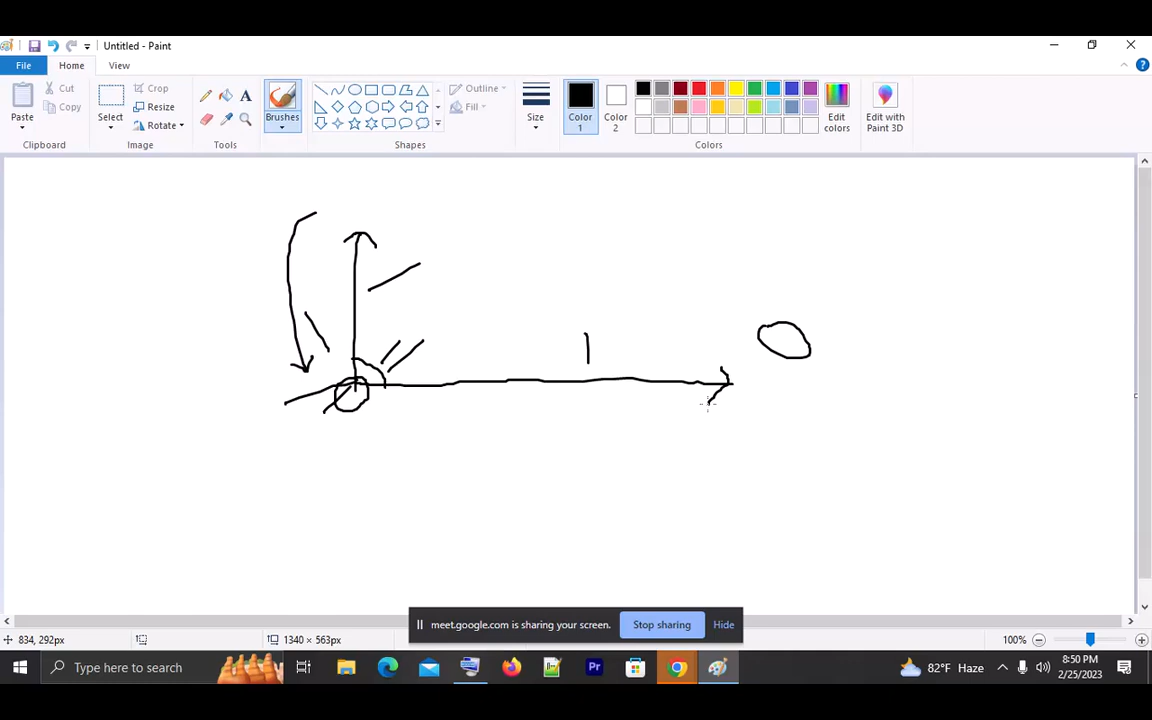 Untitled - Paint
File
Home
View
Paste
Cut
Copy
Clipboard
Select
Crop
Resize
Rotate
Image
A
Tools
Brushes
Outline
Fill
Shapes
Size
Color 1
Color 2
Colors
Edit colors
Edit with Paint 3D
meet.google.com is sharing your screen.
Stop sharing
Hide
834, 292px
1340 × 563px
100%
Type here to search
Pr
82°F Haze
8:50 PM
2/25/2023